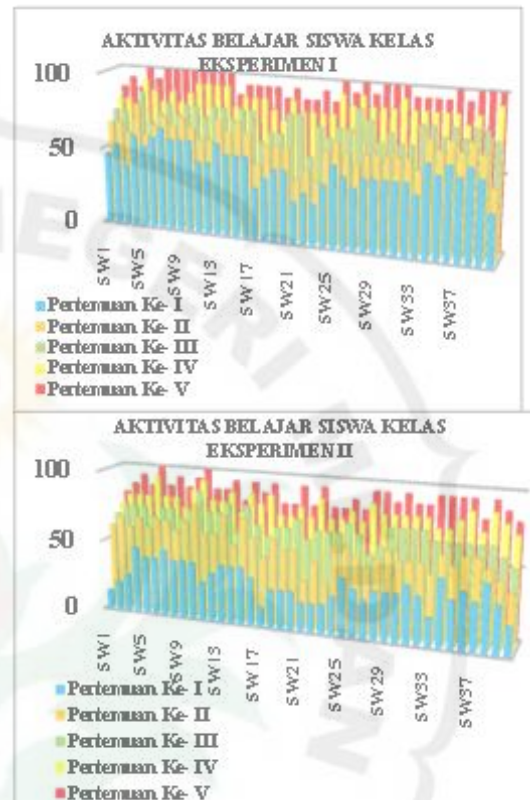 AKTIVITAS BELAJAR SISWA KELAS
EKSPERIMEN I
100
50
0
SW1
SW5
SW9
SW13
SW17
SW21
SW25
SW29
SW33
SW37
Pertemuan Ke- I
Pertemuan Ke- II
Pertemuan Ke- III
Pertemuan Ke- IV
Pertemuan Ke- V
AKTIVITAS BELAJAR SISWA KELAS
EKSPERIMEN II
100
50
0
SW1
SW5
SW9
SW13
SW17
SW21
SW25
SW29
SW33
SW37
Pertemuan Ke- I
Pertemuan Ke- II
Pertemuan Ke- III
Pertemuan Ke- IV
Pertemuan Ke- V